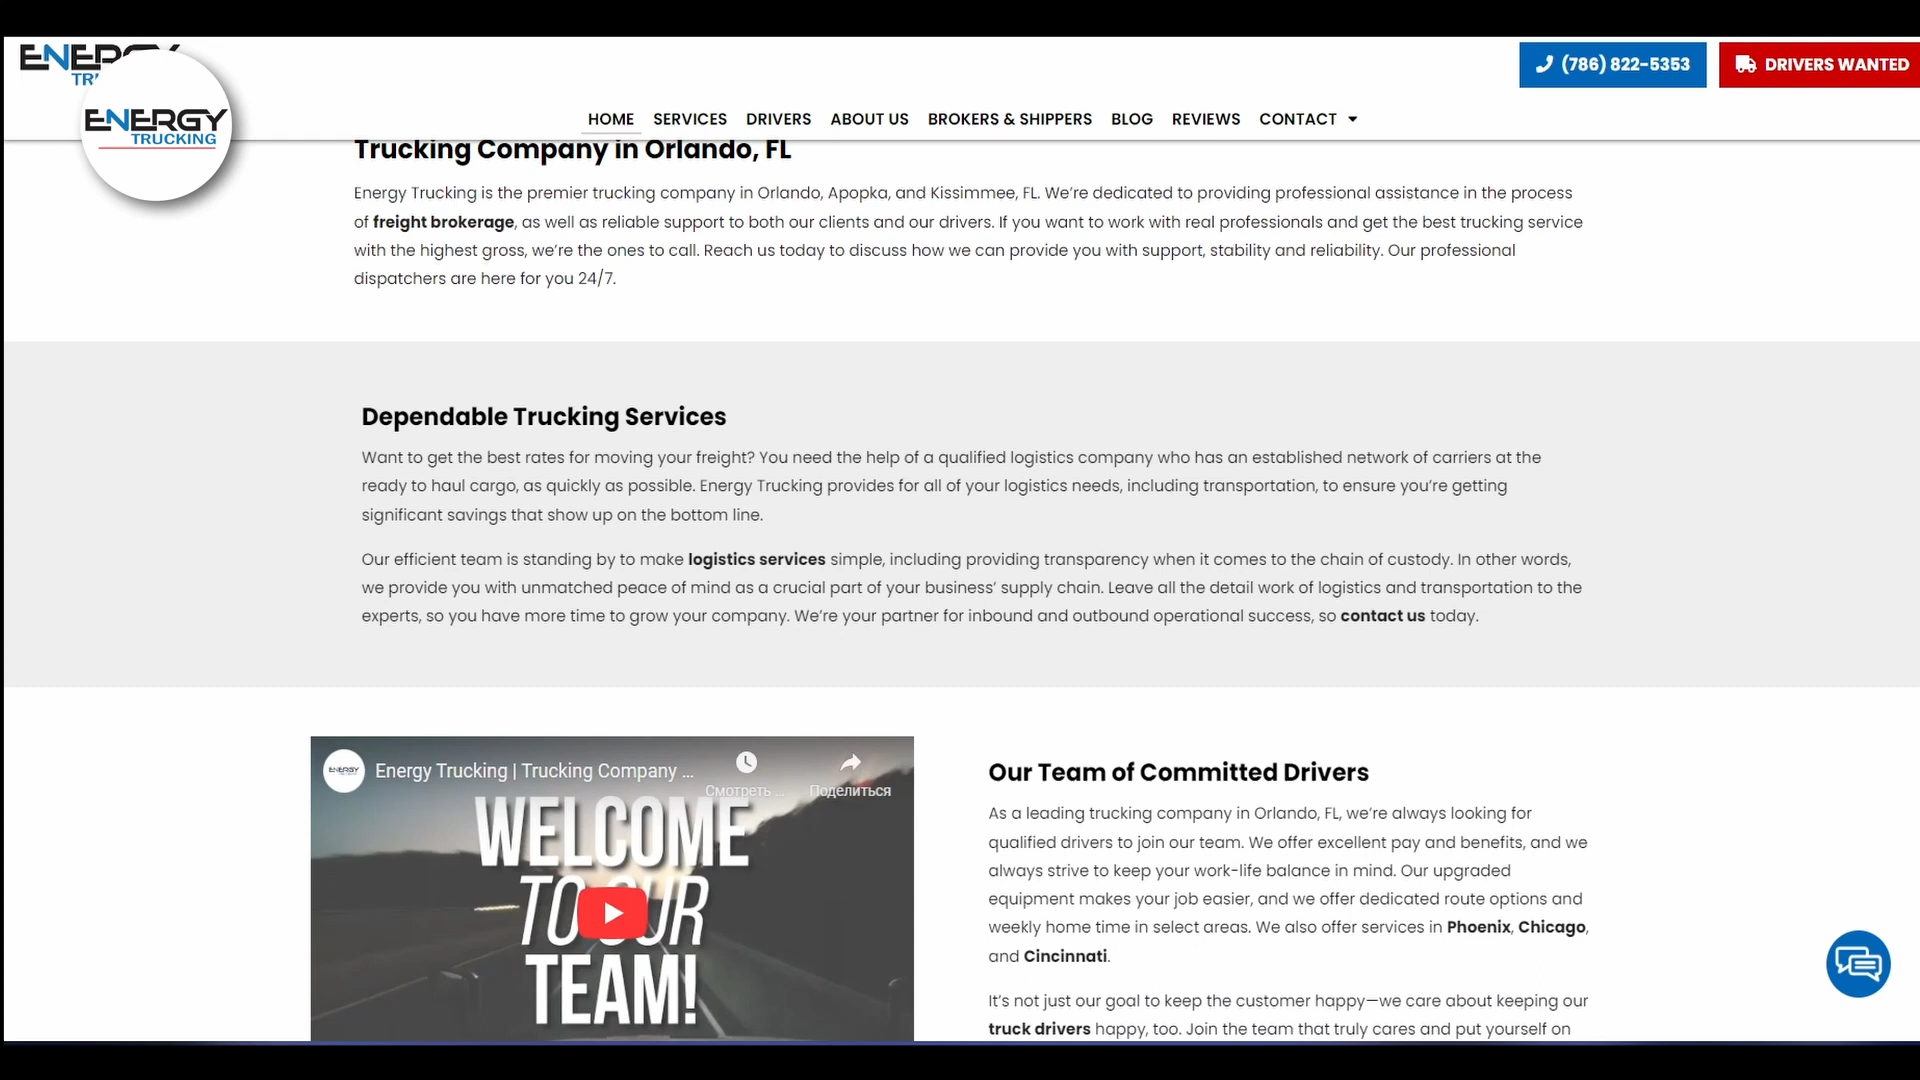 ENERGY
TR
ENERGY
TRUCKING
(786) 822-5353
DRIVERS WANTED
HOME SERVICES DRIVERS ABOUT US BROKERS & SHIPPERS BLOG REVIEWS CONTACT
Trucking Company in Orlando, FL
Energy Trucking is the premier trucking company in Orlando, Apopka, and Kissimmee, FL. We’re dedicated to providing professional assistance in the process
of freight brokerage, as well as reliable support to both our clients and our drivers. If you want to work with real professionals and get the best trucking service
with the highest gross, we’re the ones to call. Reach us today to discuss how we can provide you with support, stability and reliability. Our professional
dispatchers are here for you 24/7.
Dependable Trucking Services
Want to get the best rates for moving your freight? You need the help of a qualified logistics company who has an established network of carriers at the
ready to haul cargo, as quickly as possible. Energy Trucking provides for all of your logistics needs, including transportation, to ensure you’re getting
significant savings that show up on the bottom line.
Our efficient team is standing by to make logistics services simple, including providing transparency when it comes to the chain of custody. In other words,
we provide you with unmatched peace of mind as a crucial part of your business’ supply chain. Leave all the detail work of logistics and transportation to the
experts, so you have more time to grow your company. We’re your partner for inbound and outbound operational success, so contact us today.
ENERGY
Energy Trucking | Trucking Company ...
Смотреть ...
Поделиться
WELCOME
TO OUR
TEAM!
Our Team of Committed Drivers
As a leading trucking company in Orlando, FL, we’re always looking for
qualified drivers to join our team. We offer excellent pay and benefits, and we
always strive to keep your work-life balance in mind. Our upgraded
equipment makes your job easier, and we offer dedicated route options and
weekly home time in select areas. We also offer services in Phoenix, Chicago,
and Cincinnati.
It’s not just our goal to keep the customer happy—we care about keeping our
truck drivers happy, too. Join the team that truly cares and put yourself on